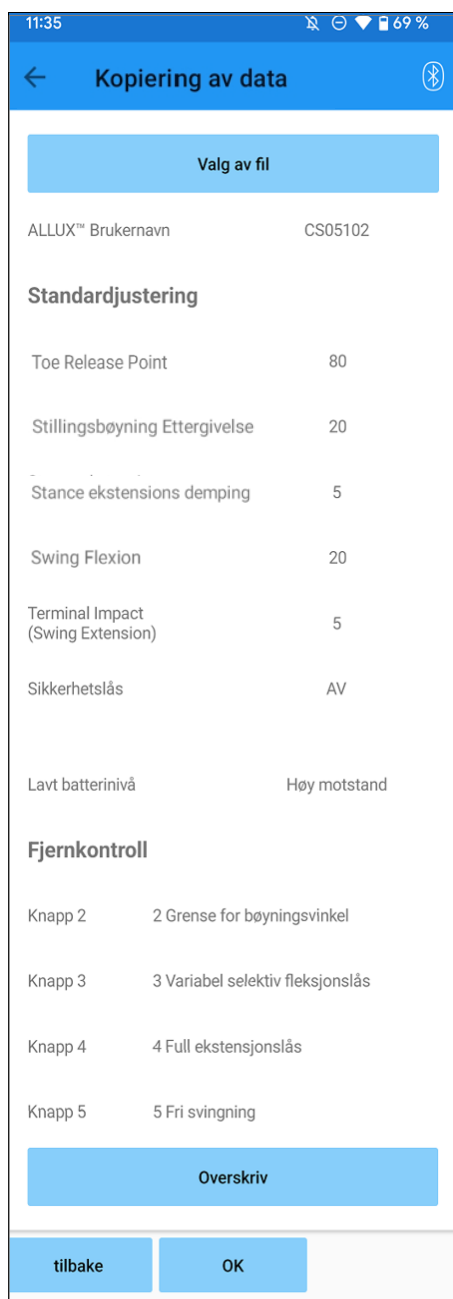 11:35 69 %
Kopiering av data
Valg av fil
ALLUX™ Brukernavn CS05102
Standardjustering
Toe Release Point 80
Stillingsbøyning Ettergivelse 20
Stance ekstensions demping 5
Swing Flexion 20
Terminal Impact
(Swing Extension) 5
Sikkerhetslås AV
Lavt batterinivå Høy motstand
Fjernkontroll
Knapp 2 2 Grense for bøyningsvinkel
Knapp 3 3 Variabel selektiv fleksjonslås
Knapp 4 4 Full ekstensjonslås
Knapp 5 5 Fri svingning
Overskriv
tilbake OK